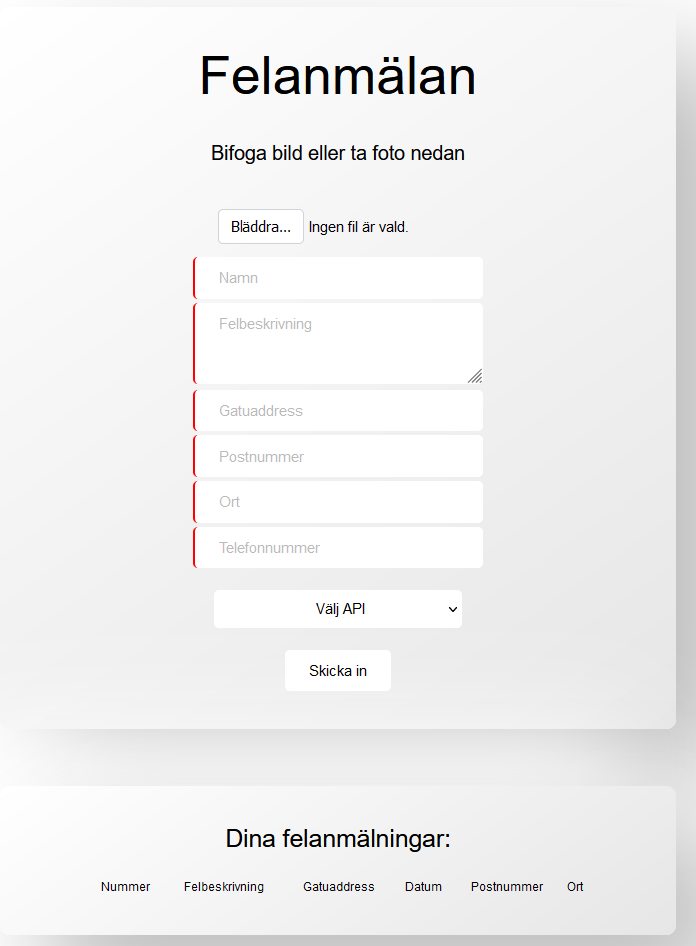 Felanmälan
Bifoga bild eller ta foto nedan
Bläddra... Ingen fil är vald.
Namn
Felbeskrivning
Gatuaddress
Postnummer
Ort
Telefonnummer
Välj API
Skicka in
Dina felanmälningar:
Nummer Felbeskrivning Gatuaddress Datum Postnummer Ort